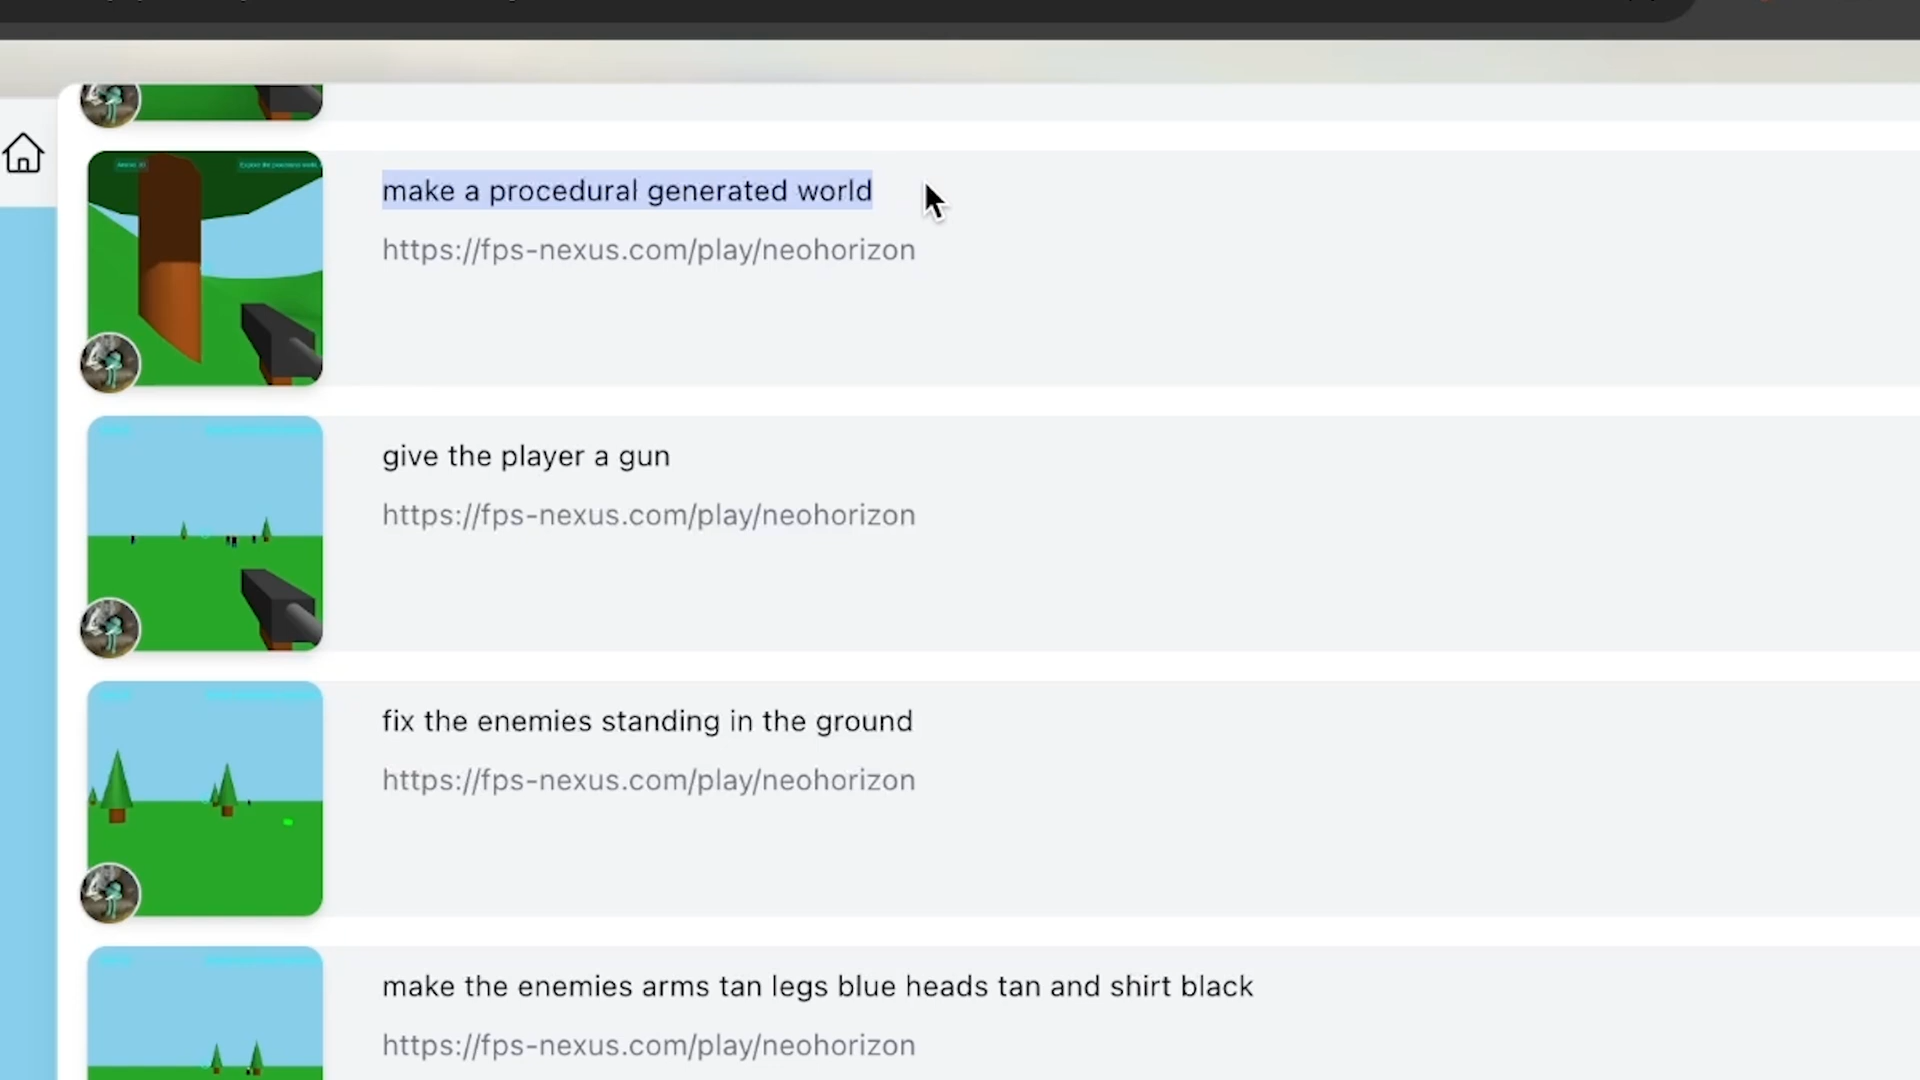 make a procedural generated world
https://fps-nexus.com/play/neohorizon
give the player a gun
https://fps-nexus.com/play/neohorizon
fix the enemies standing in the ground
https://fps-nexus.com/play/neohorizon
make the enemies arms tan legs blue heads tan and shirt black
https://fps-nexus.com/play/neohorizon